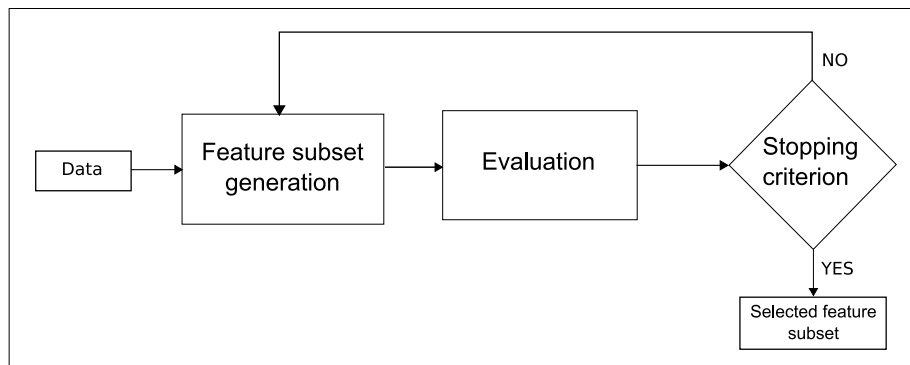 NO
Data
Feature subset
generation
Evaluation
Stopping
criterion
YES
Selected feature
subset